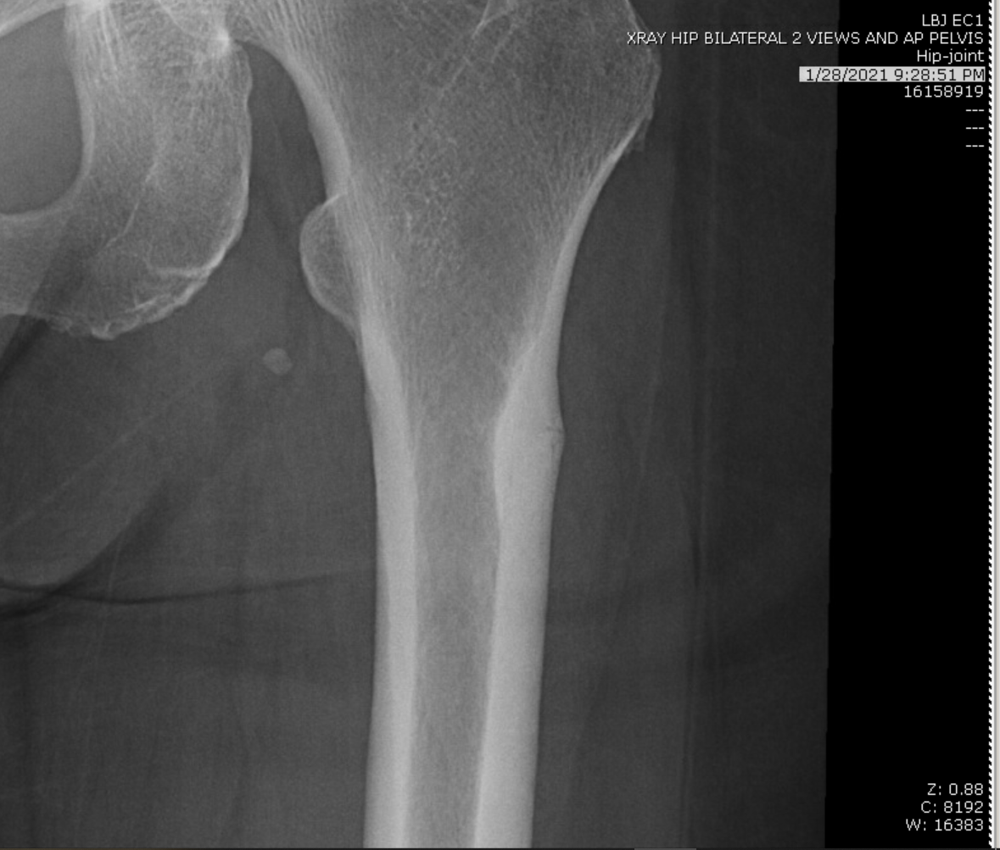 LBJ EC1
XRAY HIP BILATERAL 2 VIEWS AND AP PELVIS
Hip-joint
1/28/2021 9:28:51 PM
16158919
---
---
---
Z: 0.88
C: 8192
W: 16383